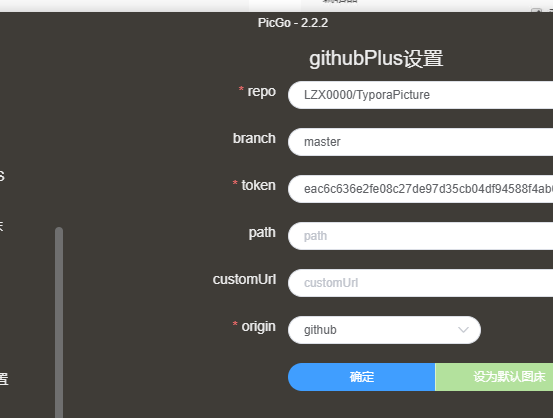 PicGo - 2.2.2
githubPlus设置
* repo
LZX0000/TyporaPicture
branch
master
* token
eac6c636e2fe08c27de97d35cb04df94588f4ab
path
path
customUrl
customUrl
* origin
github
置
确定
设为默认图床